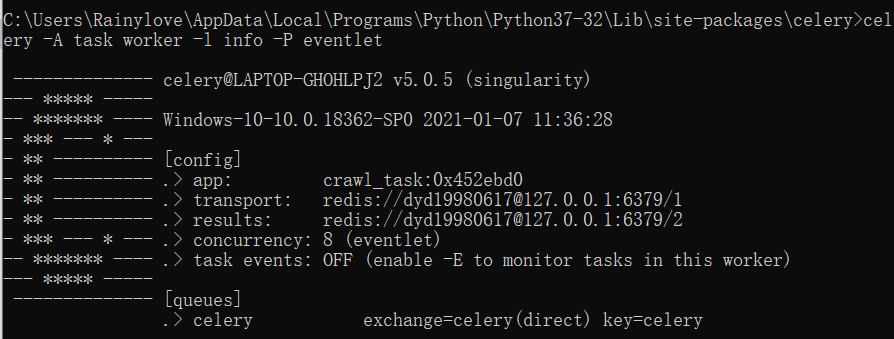 C:\Users\Rainylove\AppData\Local\Programs\Python\Python37-32\Lib\site-packages\celery>cel
ery -A task worker -l info -P eventlet
 -------------- celery@LAPTOP-GHOHLPJ2 v5.0.5 (singularity)
--- ***** -----
-- ******* ---- Windows-10-10.0.18362-SP0 2021-01-07 11:36:28
- *** --- * ---
- ** ---------- [config]
- ** ---------- .> app:         crawl_task:0x452ebd0
- ** ---------- .> transport:   redis://dyd19980617@127.0.0.1:6379/1
- ** ---------- .> results:     redis://dyd19980617@127.0.0.1:6379/2
- *** --- * --- .> concurrency: 8 (eventlet)
-- ******* ---- .> task events: OFF (enable -E to monitor tasks in this worker)
--- ***** -----
 -------------- [queues]
                .> celery           exchange=celery(direct) key=celery